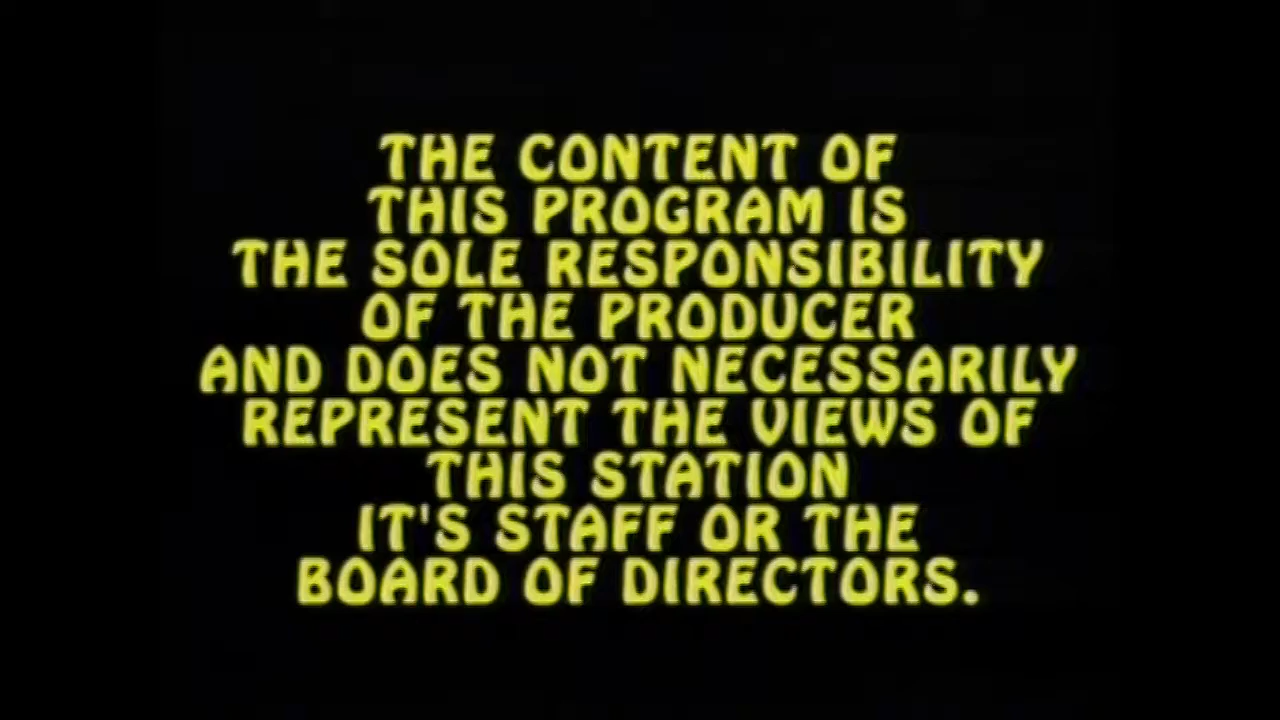 THE CONTENT OF
THIS PROGRAM IS
THE SOLE RESPONSIBILITY
OF THE PRODUCER
AND DOES NOT NECESSARILY
REPRESENT THE VIEWS OF
THIS STATION
IT'S STAFF OR THE
BOARD OF DIRECTORS.